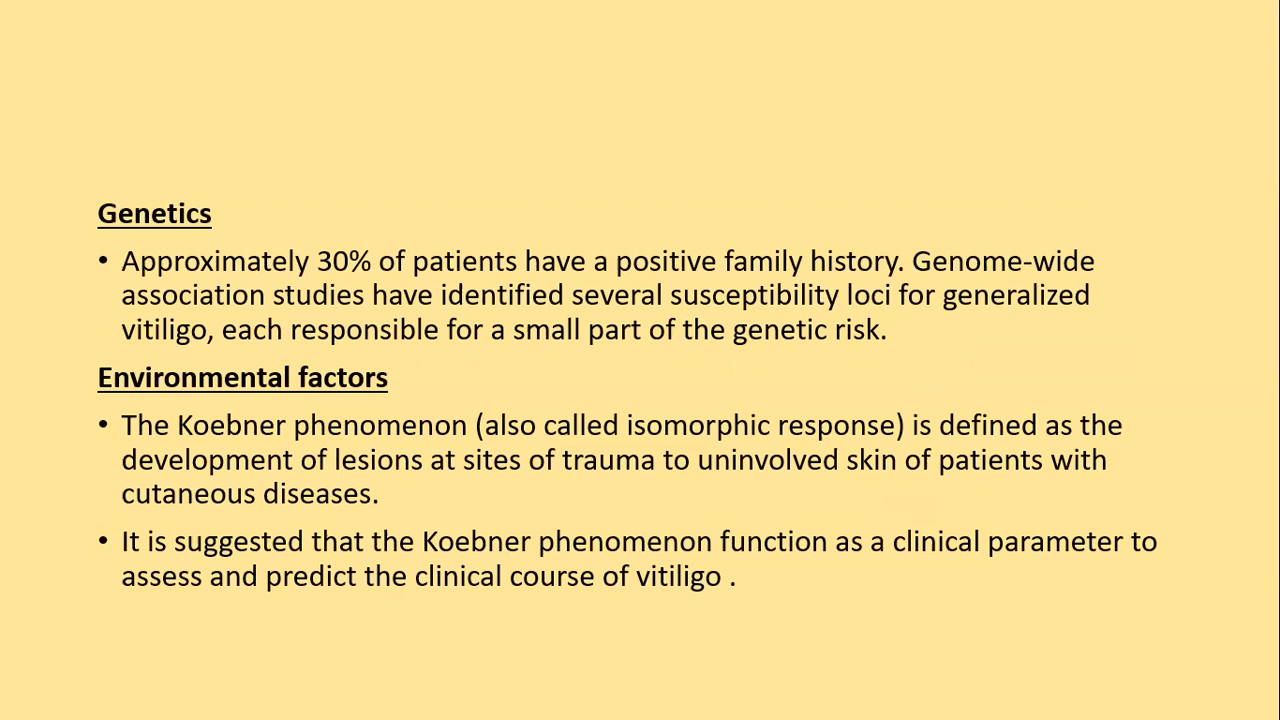 Genetics
• Approximately 30% of patients have a positive family history. Genome-wide
association studies have identified several susceptibility loci for generalized
vitiligo, each responsible for a small part of the genetic risk.
Environmental factors
• The Koebner phenomenon (also called isomorphic response) is defined as the
development of lesions at sites of trauma to uninvolved skin of patients with
cutaneous diseases.
• It is suggested that the Koebner phenomenon function as a clinical parameter to
assess and predict the clinical course of vitiligo .